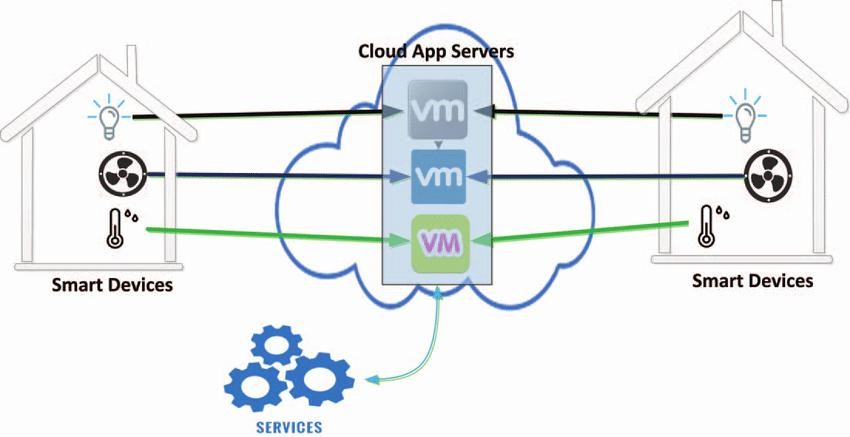 Cloud App Servers
vm
vm
VM
Smart Devices
Smart Devices
SERVICES